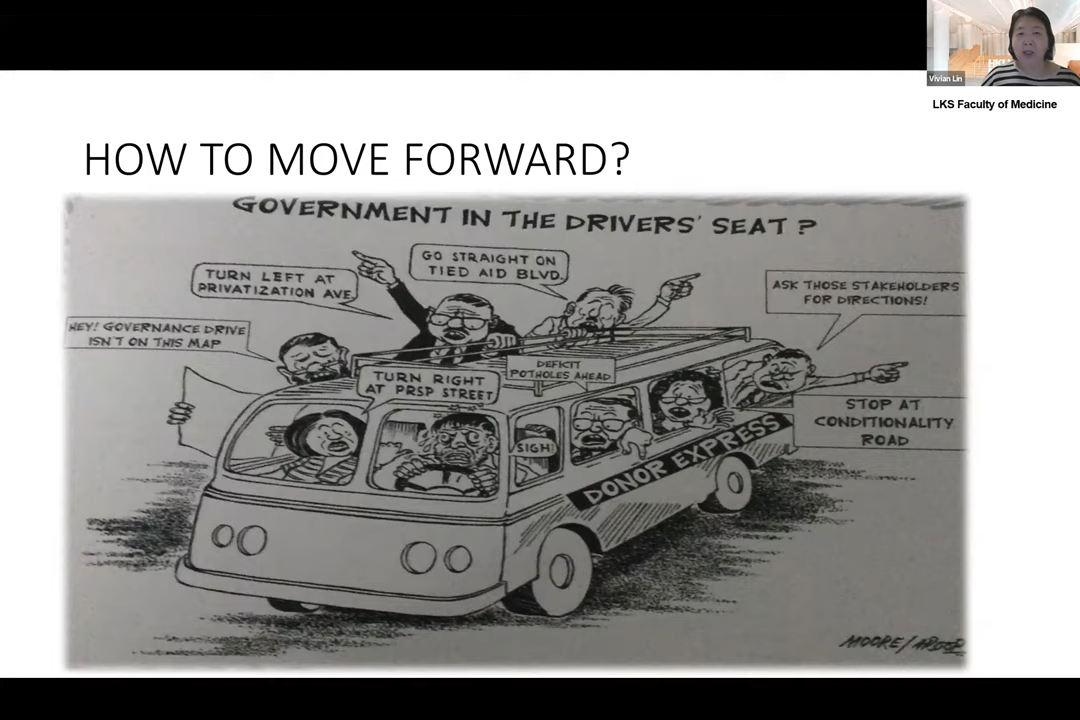 Vivian Lin
LKS Faculty of Medicine
HOW TO MOVE FORWARD?
GOVERNMENT IN THE DRIVERS' SEAT?
GO STRAIGHT ON
TIED AID BLVD.
TURN LEFT AT
PRIVATIZATION AVE.
ASK THOSE STAKEHOLDERS
FOR DIRECTIONS!
HEY! GOVERNANCE DRIVE
ISN'T ON THIS MAP
DEFICIT
POTHOLES AHEAD
TURN RIGHT
AT PRSP STREET
STOP AT
CONDITIONALITY
ROAD
SIGH!
DONOR EXPRESS
MOORE/